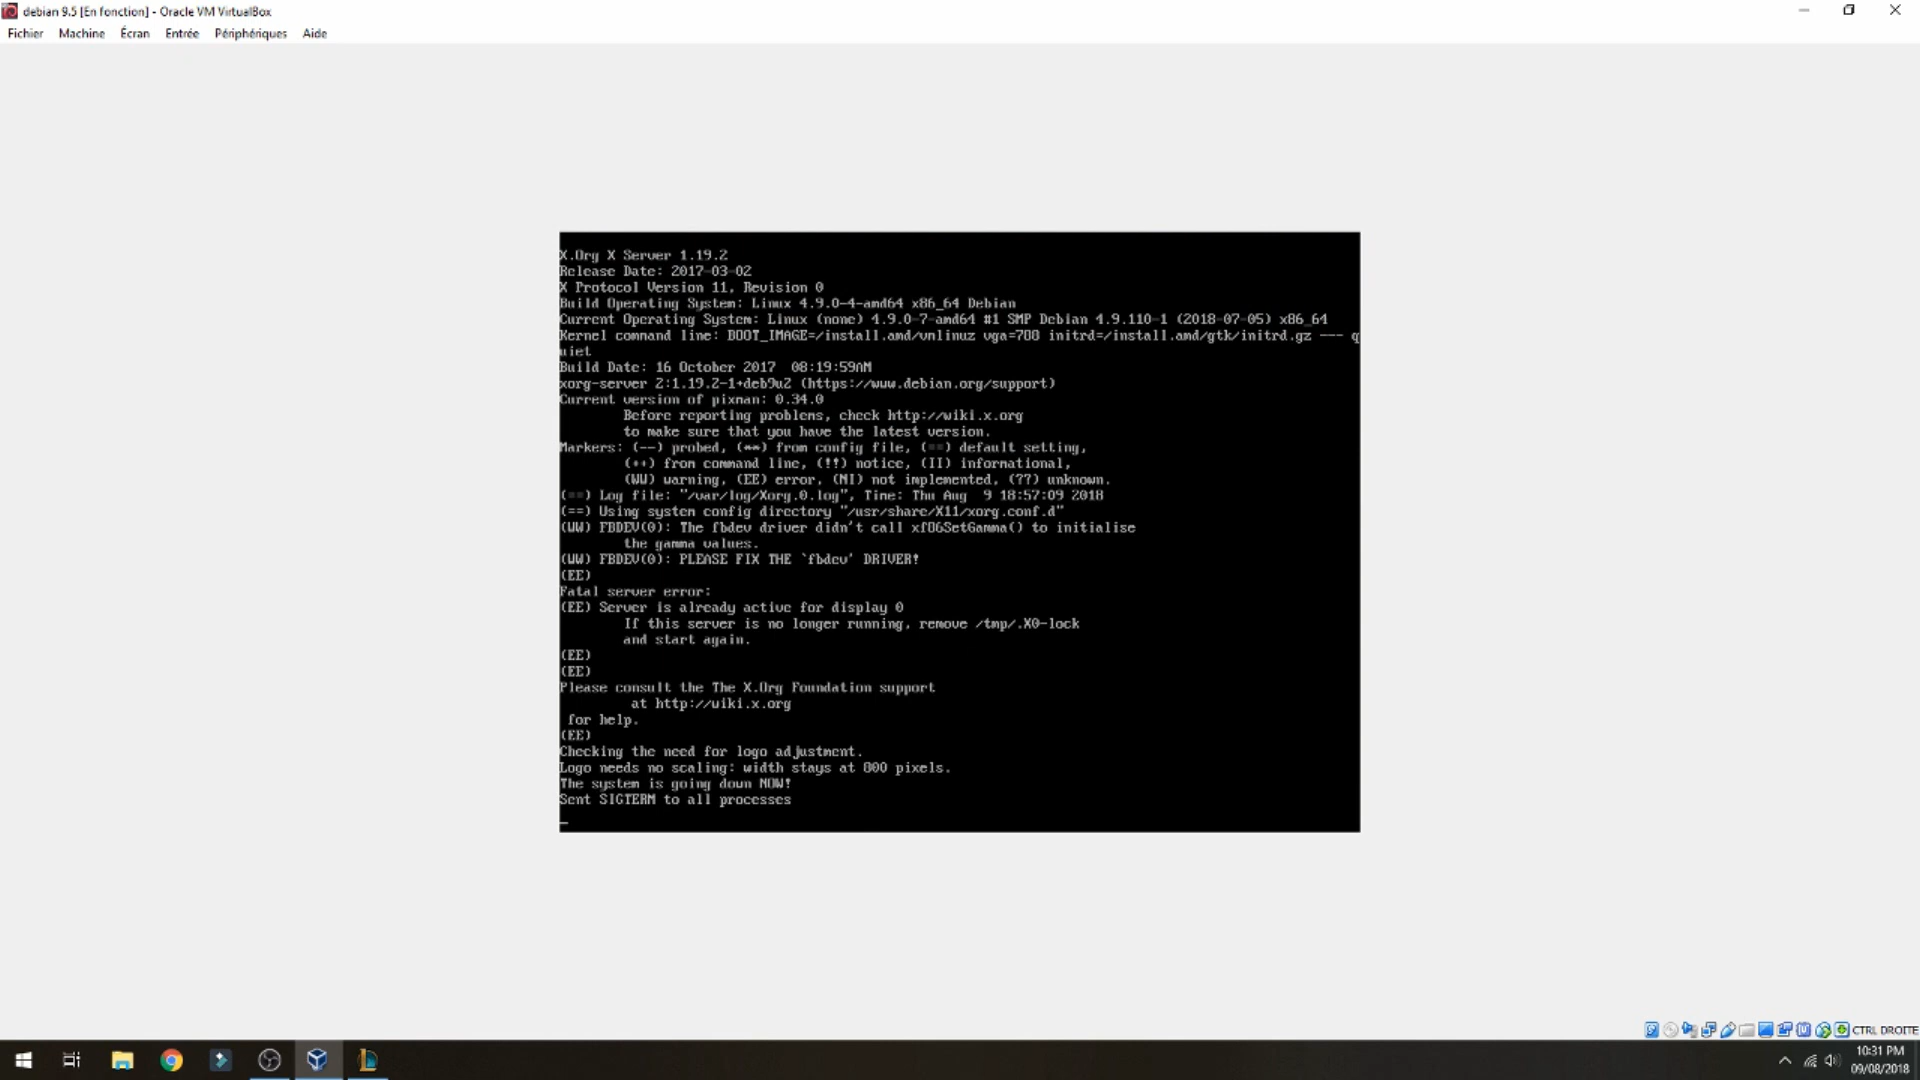 debian 9.5 [En fonction] - Oracle VM VirtualBox
Fichier Machine Écran Entrée Périphériques Aide
X.Org X Server 1.19.2
Release Date: 2017-03-02
X Protocol Version 11, Revision 0
Build Operating System: Linux 4.9.0-4-amd64 x86_64 Debian
Current Operating System: Linux (none) 4.9.0-7-amd64 #1 SMP Debian 4.9.110-1 (2018-07-05) x86_64
Kernel command line: BOOT_IMAGE=/install.amd/vmlinuz vga=788 initrd=/install.amd/gtk/initrd.gz --- q
uiet
Build Date: 16 October 2017  08:19:59AM
xorg-server 2:1.19.2-1+deb9u2 (https://www.debian.org/support)
Current version of pixman: 0.34.0
Before reporting problems, check http://wiki.x.org
to make sure that you have the latest version.
Markers: (--) probed, (**) from config file, (==) default setting,
(++) from command line, (!!) notice, (II) informational,
(WW) warning, (EE) error, (NI) not implemented, (??) unknown.
(==) Log file: "/var/log/Xorg.0.log", Time: Thu Aug  9 18:57:09 2018
(==) Using system config directory "/usr/share/X11/xorg.conf.d"
(WW) FBDEV(0): The fbdev driver didn't call xf86SetGamma() to initialise
the gamma values.
(WW) FBDEV(0): PLEASE FIX THE `fbdev' DRIVER!
(EE)
Fatal server error:
(EE) Server is already active for display 0
If this server is no longer running, remove /tmp/.X0-lock
and start again.
(EE)
(EE)
Please consult the The X.Org Foundation support
at http://wiki.x.org
for help.
(EE)
Checking the need for logo adjustment.
Logo needs no scaling: width stays at 800 pixels.
The system is going down NOW!
Sent SIGTERM to all processes
CTRL DROITE
10:31 PM
09/08/2018